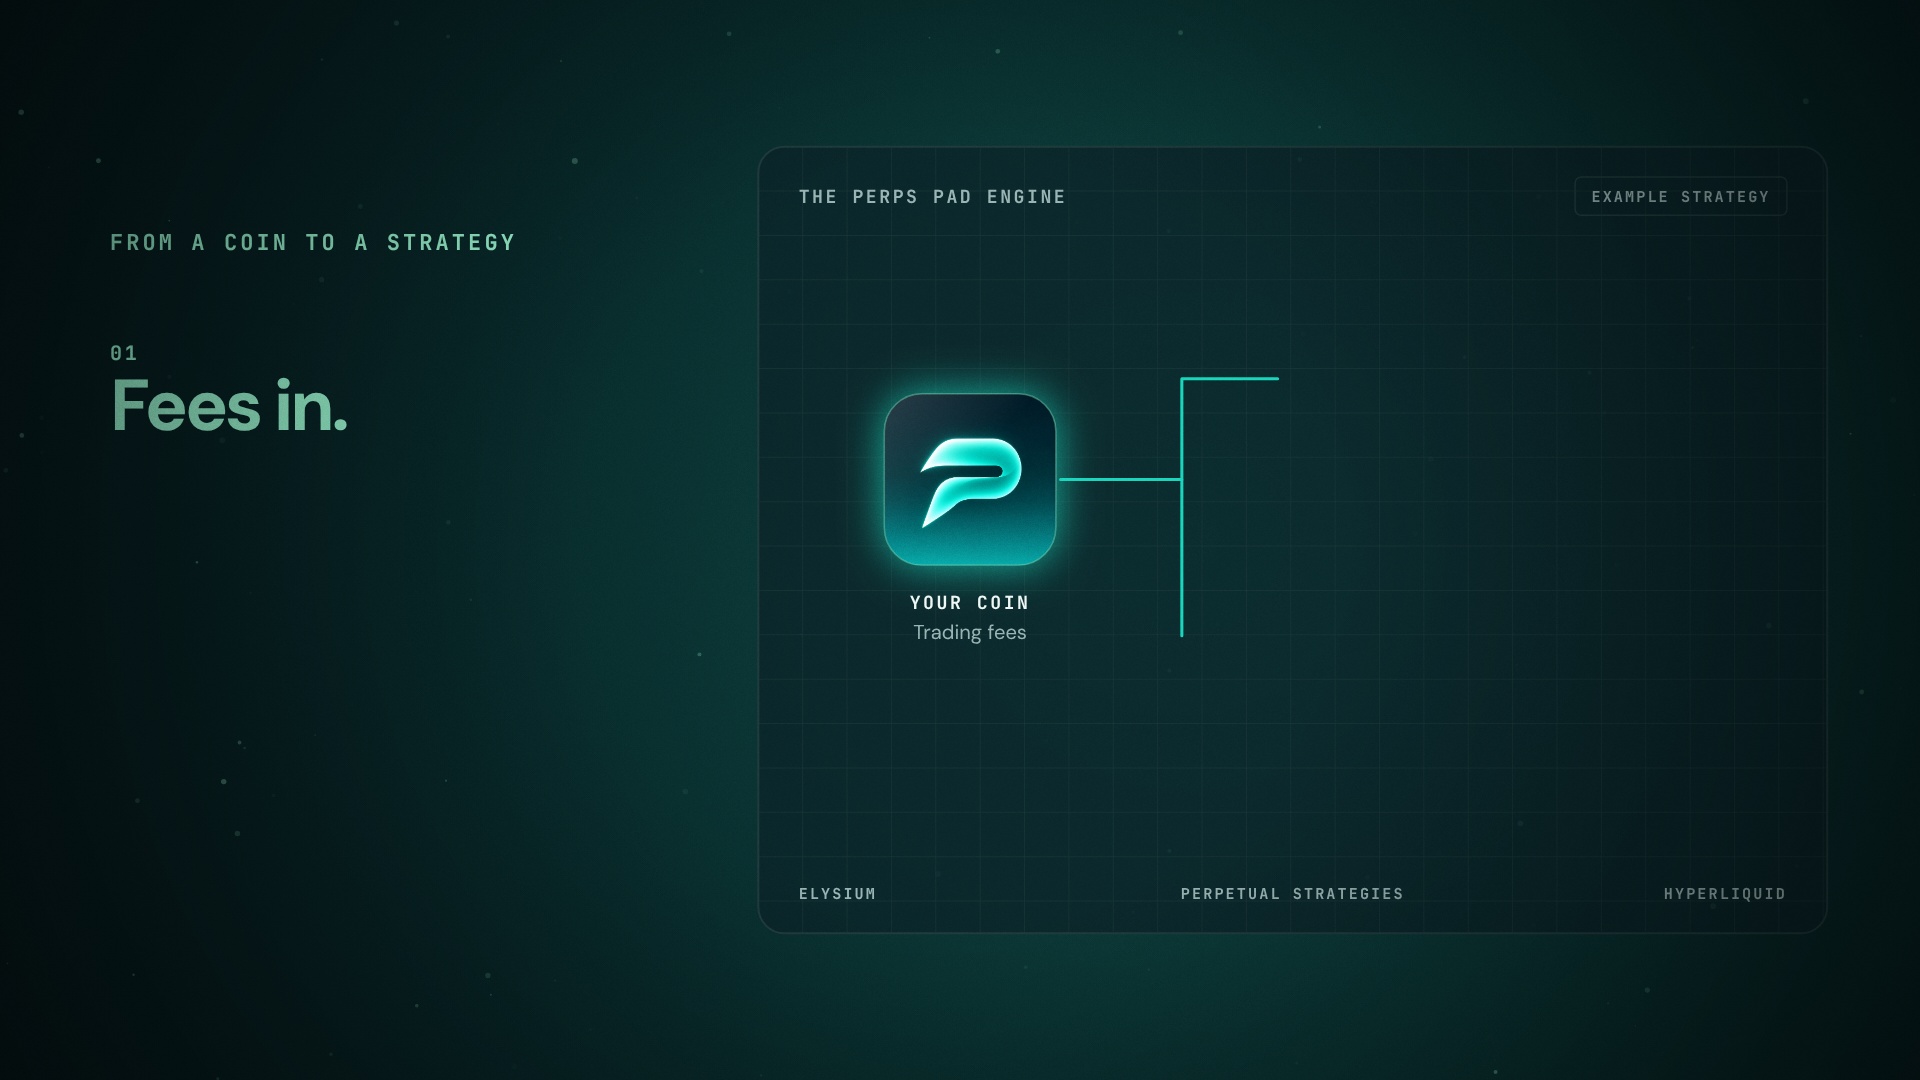 FROM A COIN TO A STRATEGY
01
Fees in.
THE PERPS PAD ENGINE
EXAMPLE STRATEGY
YOUR COIN
Trading fees
ELYSIUM
PERPETUAL STRATEGIES
HYPERLIQUID